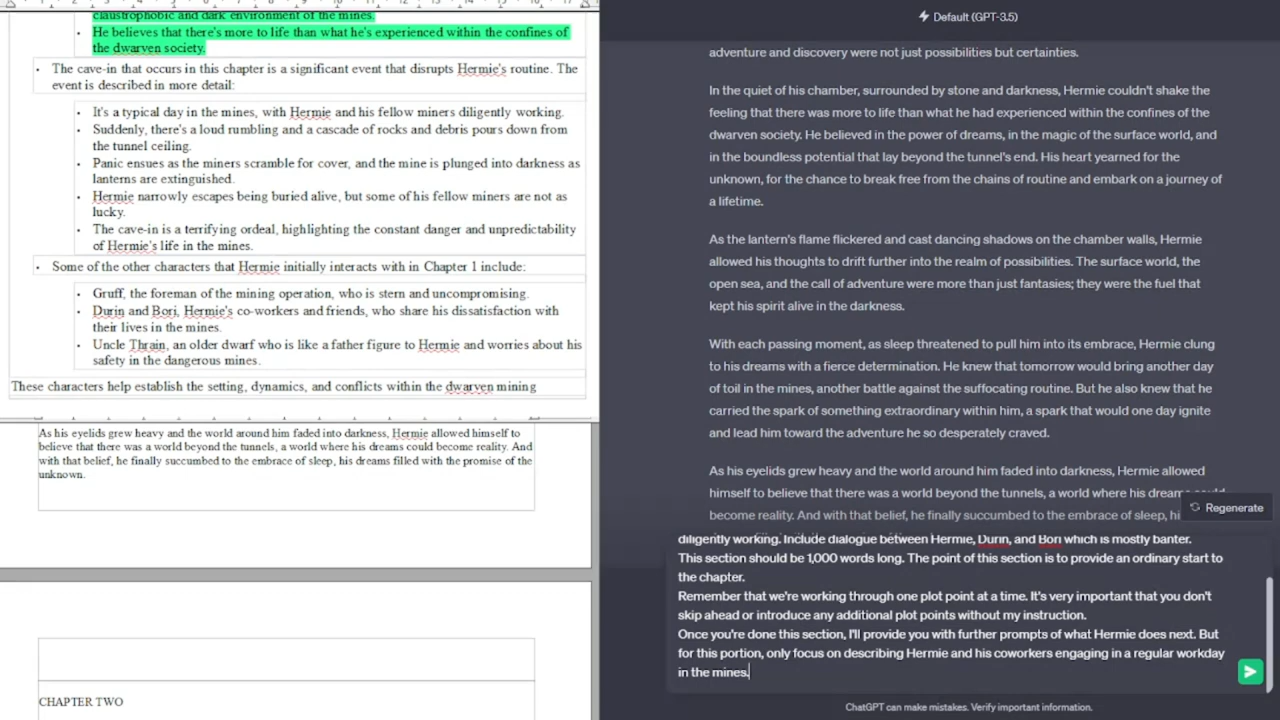 claustrophobic and dark environment of the mines.
He believes that there's more to life than what he's experienced within the confines of
the dwarven society.
The cave-in that occurs in this chapter is a significant event that disrupts Hermie's routine. The
event is described in more detail:
It's a typical day in the mines, with Hermie and his fellow miners diligently working.
Suddenly, there's a loud rumbling and a cascade of rocks and debris pours down from
the tunnel ceiling.
Panic ensues as the miners scramble for cover, and the mine is plunged into darkness as
lanterns are extinguished.
Hermie narrowly escapes being buried alive, but some of his fellow miners are not as
lucky.
The cave-in is a terrifying ordeal, highlighting the constant danger and unpredictability
of Hermie's life in the mines.
Some of the other characters that Hermie initially interacts with in Chapter 1 include:
Gruff, the foreman of the mining operation, who is stern and uncompromising.
Durin and Bori, Hermie's co-workers and friends, who share his dissatisfaction with
their lives in the mines.
Uncle Thrain, an older dwarf who is like a father figure to Hermie and worries about his
safety in the dangerous mines.
These characters help establish the setting, dynamics, and conflicts within the dwarven mining
As his eyelids grew heavy and the world around him faded into darkness, Hermie allowed himself to
believe that there was a world beyond the tunnels, a world where his dreams could become reality. And
with that belief, he finally succumbed to the embrace of sleep, his dreams filled with the promise of the
unknown.
CHAPTER TWO
Default (GPT-3.5)
adventure and discovery were not just possibilities but certainties.
In the quiet of his chamber, surrounded by stone and darkness, Hermie couldn't shake the
feeling that there was more to life than what he had experienced within the confines of the
dwarven society. He believed in the power of dreams, in the magic of the surface world, and
in the boundless potential that lay beyond the tunnel's end. His heart yearned for the
unknown, for the chance to break free from the chains of routine and embark on a journey of
a lifetime.
As the lantern's flame flickered and cast dancing shadows on the chamber walls, Hermie
allowed his thoughts to drift further into the realm of possibilities. The surface world, the
open sea, and the call of adventure were more than just fantasies; they were the fuel that
kept his spirit alive in the darkness.
With each passing moment, as sleep threatened to pull him into its embrace, Hermie clung
to his dreams with a fierce determination. He knew that tomorrow would bring another day
of toil in the mines, another battle against the suffocating routine. But he also knew that he
carried the spark of something extraordinary within him, a spark that would one day ignite
and lead him toward the adventure he so desperately craved.
As his eyelids grew heavy and the world around him faded into darkness, Hermie allowed
himself to believe that there was a world beyond the tunnels, a world where his dreams could
become reality. And with that belief, he finally succumbed to the embrace of sleep,
Regenerate
diligently working. Include dialogue between Hermie, Durin, and Bori which is mostly banter.
This section should be 1,000 words long. The point of this section is to provide an ordinary start to
the chapter.
Remember that we're working through one plot point at a time. It's very important that you don't
skip ahead or introduce any additional plot points without my instruction.
Once you're done this section, I'll provide you with further prompts of what Hermie does next. But
for this portion, only focus on describing Hermie and his coworkers engaging in a regular workday
in the mines.
ChatGPT can make mistakes. Verify important information.